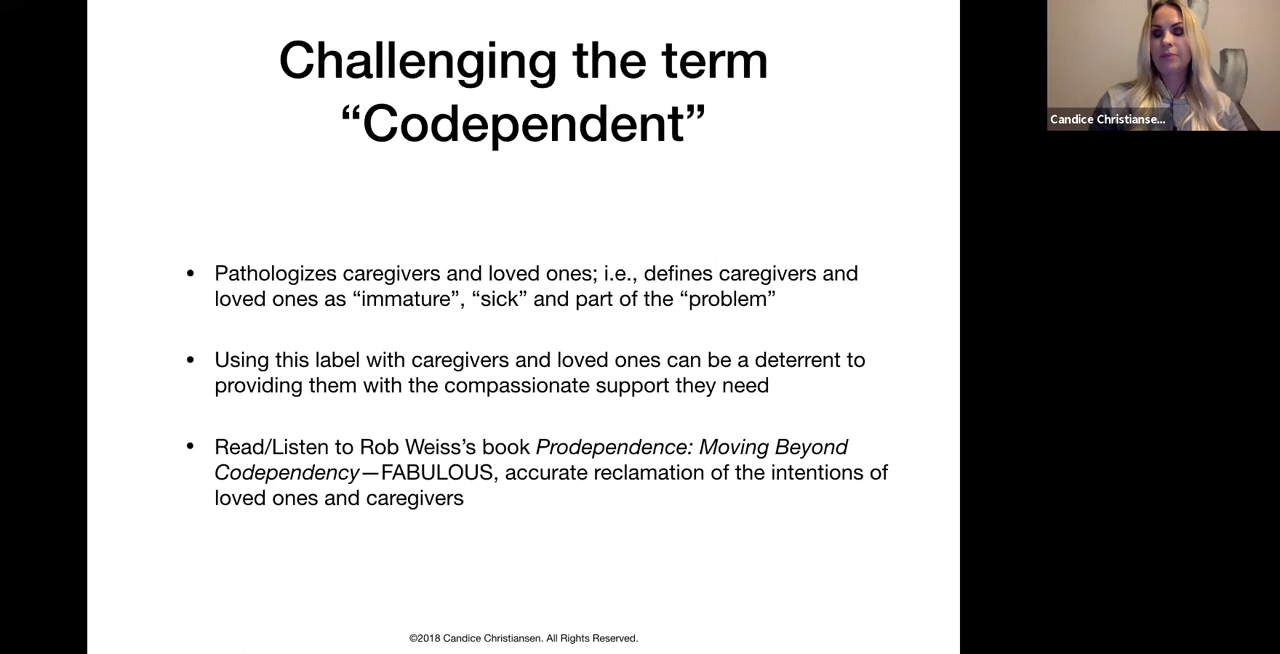 Challenging the term
“Codependent”
Candice Christianse...
• Pathologizes caregivers and loved ones; i.e., defines caregivers and
loved ones as “immature”, “sick” and part of the “problem”
• Using this label with caregivers and loved ones can be a deterrent to
providing them with the compassionate support they need
• Read/Listen to Rob Weiss’s book Prodependence: Moving Beyond
Codependency—FABULOUS, accurate reclamation of the intentions of
loved ones and caregivers
©2018 Candice Christiansen. All Rights Reserved.